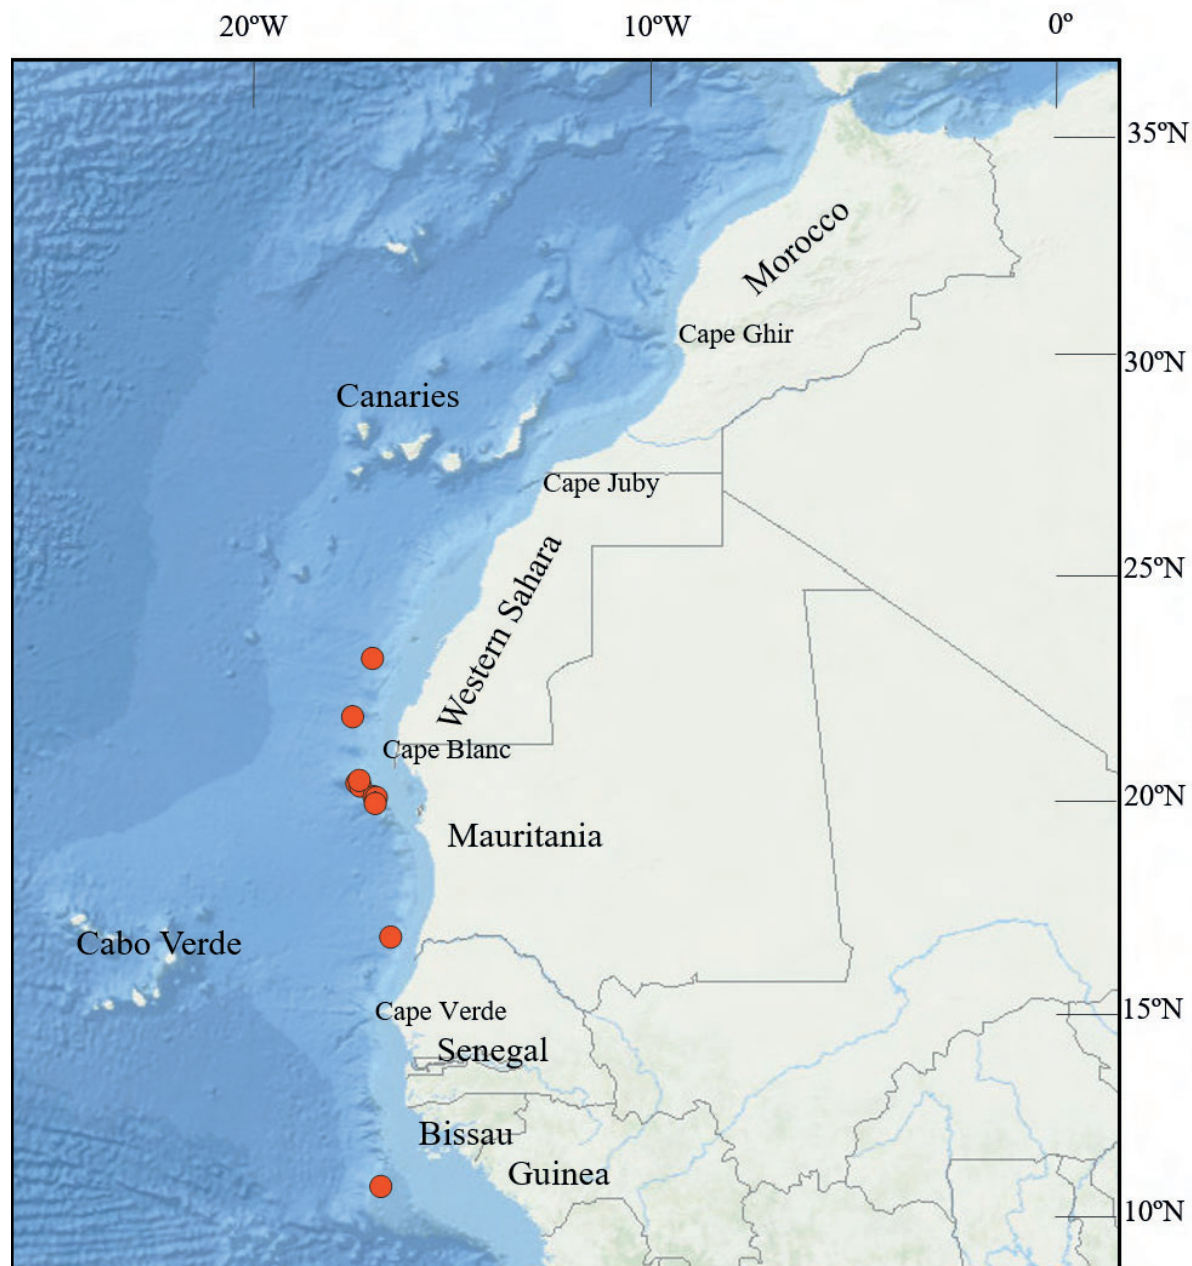 20ºW
10ºW
0º
35ºN
Morocco
Cape Ghir
30ºN
Canaries
Cape Juby
25ºN
Western Sahara
Cape Blanc
20ºN
Mauritania
Cabo Verde
Cape Verde
15ºN
Senegal
Bissau
Guinea
10ºN